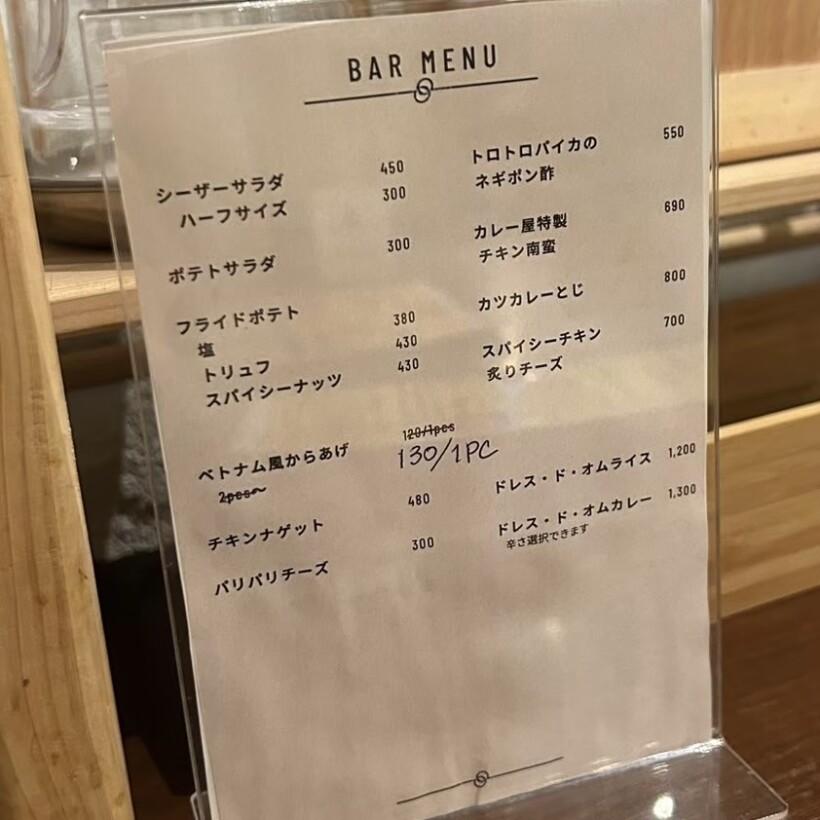 BAR MENU
シーザーサラダ 450
ハーフサイズ 300
ポテトサラダ 300
フライドポテト
塩 380
トリュフ 430
スパイシーナッツ 430
ベトナム風からあげ 120/1pcs
130/1PC
2pcs〜
チキンナゲット 480
パリパリチーズ 300
トロトロバイカの 550
ネギポン酢
カレー屋特製 690
チキン南蛮
カツカレーとじ 800
スパイシーチキン 700
炙りチーズ
ドレス・ド・オムライス 1,200
ドレス・ド・オムカレー 1,300
辛さ選択できます